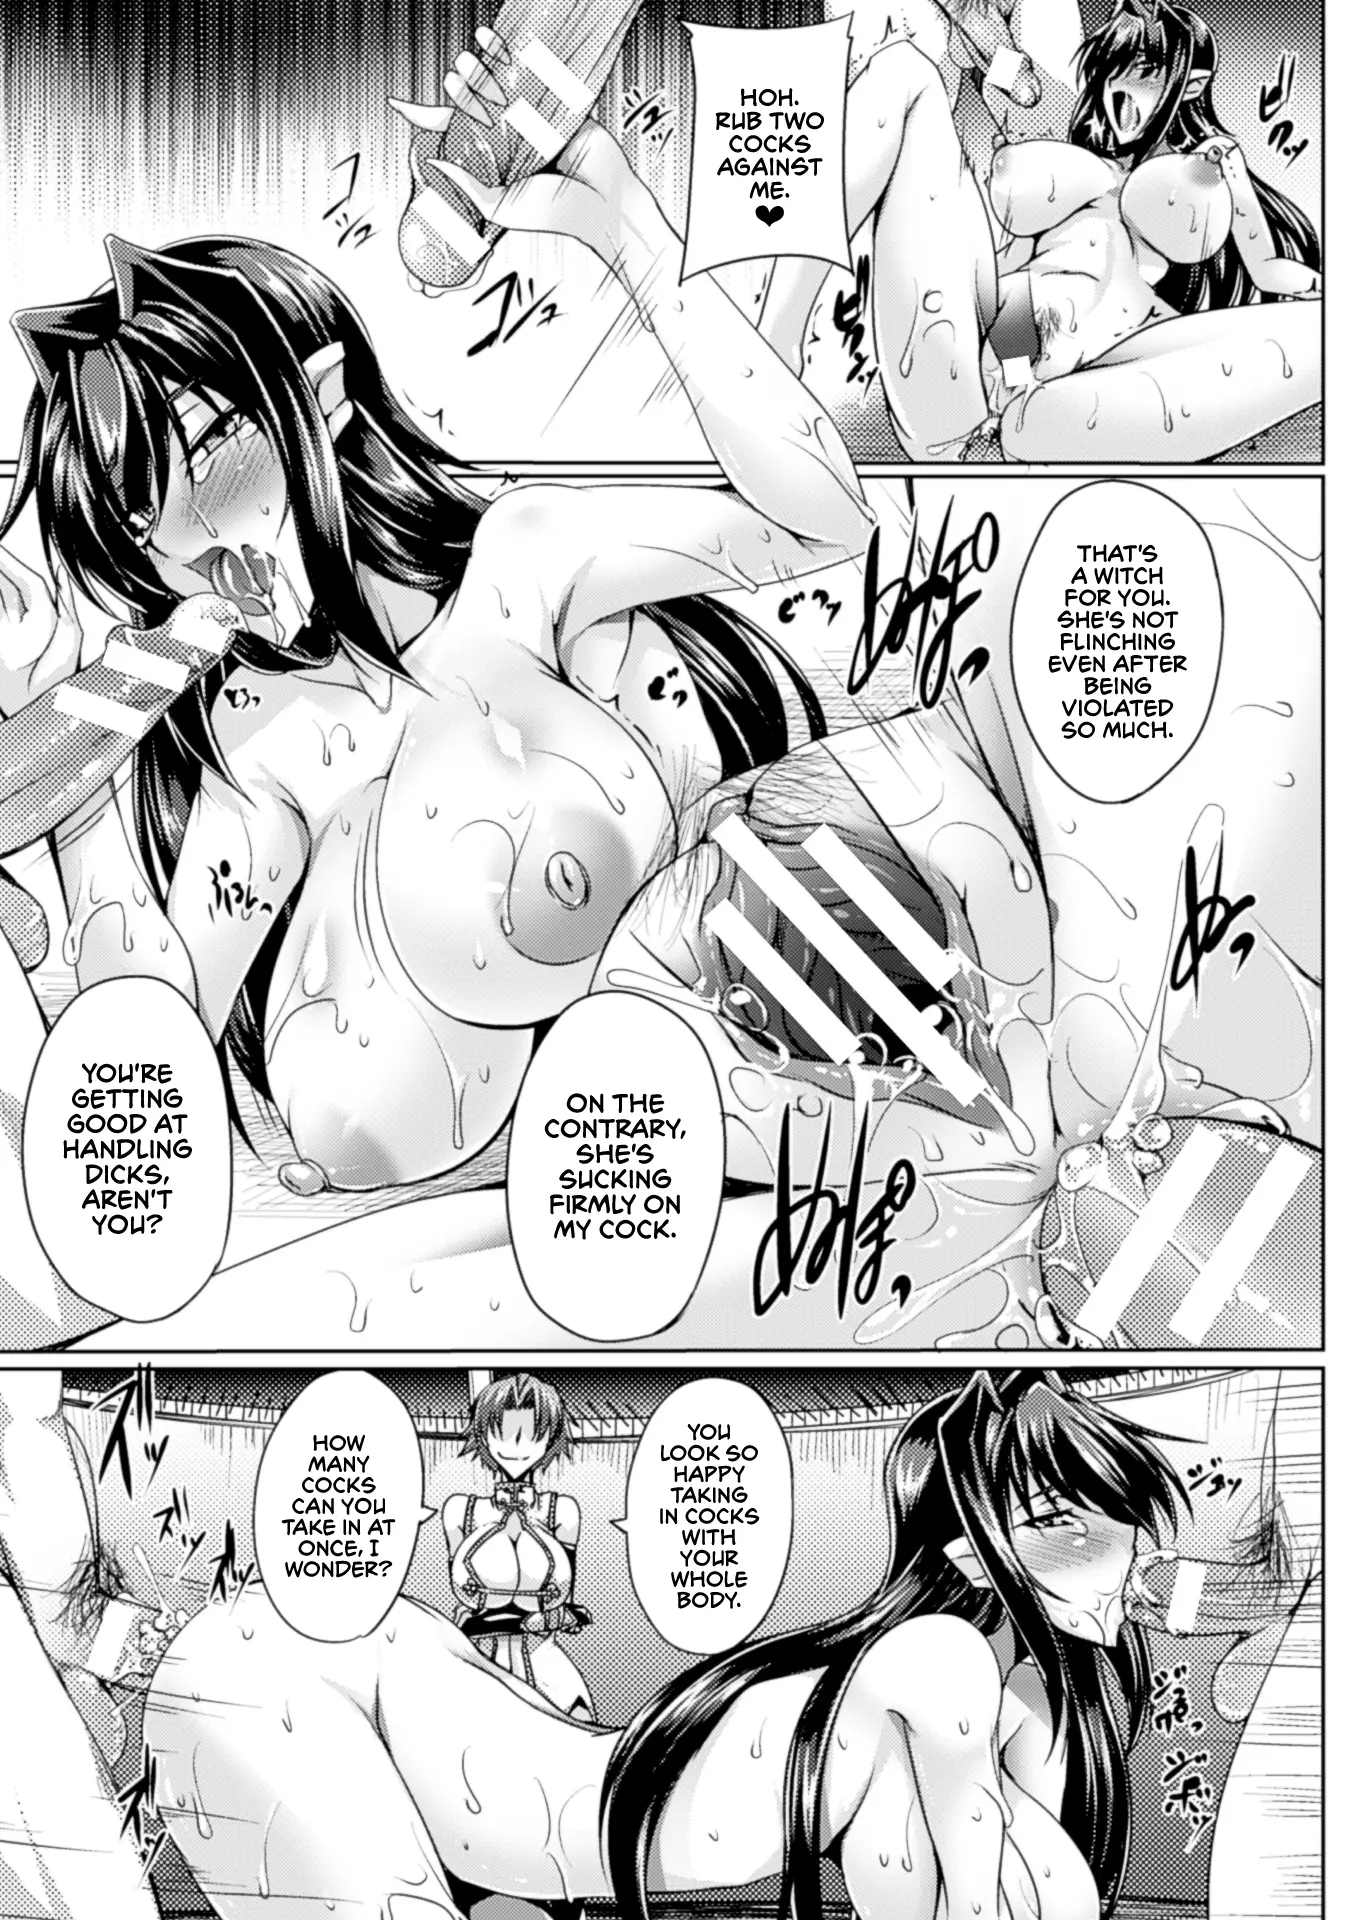 HOH.
RUB TWO
COCKS
AGAINST
ME.
❤
THAT'S
A WITCH
FOR YOU.
SHE'S NOT
FLINCHING
EVEN AFTER
BEING
VIOLATED
SO MUCH.
YOU'RE
GETTING
GOOD AT
HANDLING
DICKS,
AREN'T
YOU?
ON THE
CONTRARY,
SHE'S
SUCKING
FIRMLY ON
MY COCK.
HOW
MANY
COCKS
CAN YOU
TAKE IN AT
ONCE, I
WONDER?
YOU
LOOK SO
HAPPY
TAKING
IN COCKS
WITH
YOUR
WHOLE
BODY.